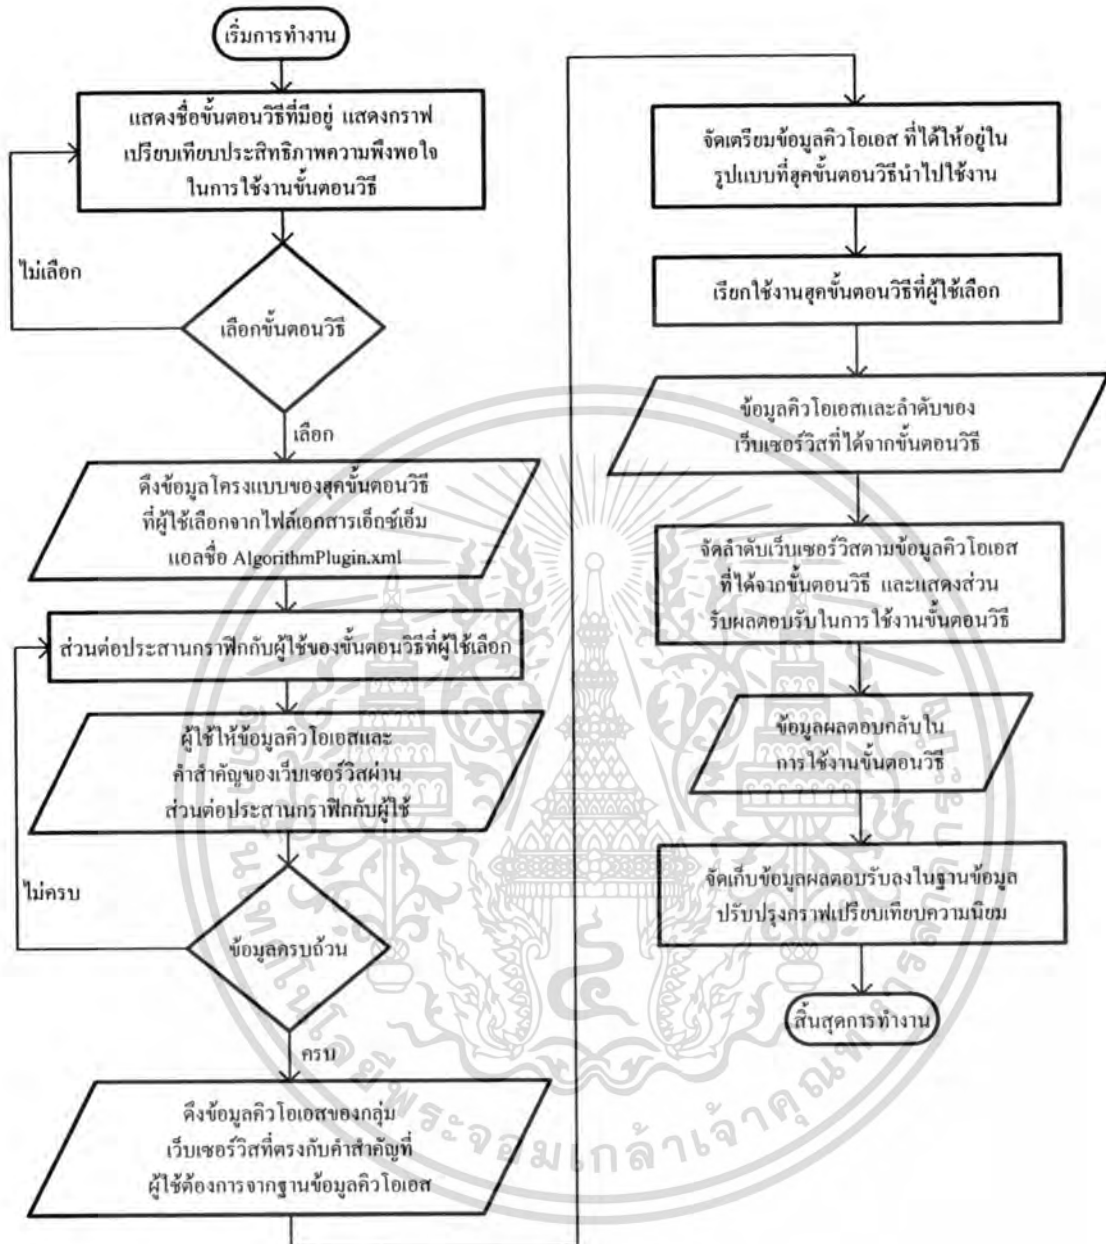 เริ่มการทำงาน
แสดงชื่อขั้นตอนวิธีที่มีอยู่ แสดงกราฟ
เปรียบเทียบประสิทธิภาพความพึงพอใจ
ในการใช้งานขั้นตอนวิธี
ไม่เลือก
เลือกขั้นตอนวิธี
เลือก
ดึงข้อมูลโครงแบบของฮุคขั้นตอนวิธี
ที่ผู้ใช้เลือกจากไฟล์เอกสารเอ็กซ์เอ็ม
แอลชื่อ AlgorithmPlugin.xml
ส่วนต่อประสานกราฟิกกับผู้ใช้ของขั้นตอนวิธีที่ผู้ใช้เลือก
ผู้ใช้ให้ข้อมูลคิวโอเอสและ
คำสำคัญของเว็บเซอร์วิสผ่าน
ส่วนต่อประสานกราฟิกกับผู้ใช้
ไม่ครบ
ข้อมูลครบถ้วน
ครบ
ดึงข้อมูลคิวโอเอสของกลุ่ม
เว็บเซอร์วิสที่ตรงกับคำสำคัญที่
ผู้ใช้ต้องการจากฐานข้อมูลคิวโอเอส
จัดเตรียมข้อมูลคิวโอเอส ที่ได้ให้อยู่ใน
รูปแบบที่ฮุคขั้นตอนวิธีนำไปใช้งาน
เรียกใช้งานฮุคขั้นตอนวิธีที่ผู้ใช้เลือก
ข้อมูลคิวโอเอสและลำดับของ
เว็บเซอร์วิสที่ได้จากขั้นตอนวิธี
จัดลำดับเว็บเซอร์วิสตามข้อมูลคิวโอเอส
ที่ได้จากขั้นตอนวิธี และแสดงส่วน
รับผลตอบรับในการใช้งานขั้นตอนวิธี
ข้อมูลผลตอบกลับใน
การใช้งานขั้นตอนวิธี
จัดเก็บข้อมูลผลตอบรับลงในฐานข้อมูล
ปรับปรุงกราฟเปรียบเทียบความนิยม
สิ้นสุดการทำงาน
พระจอมเกล้าเจ้าคุณทหาร